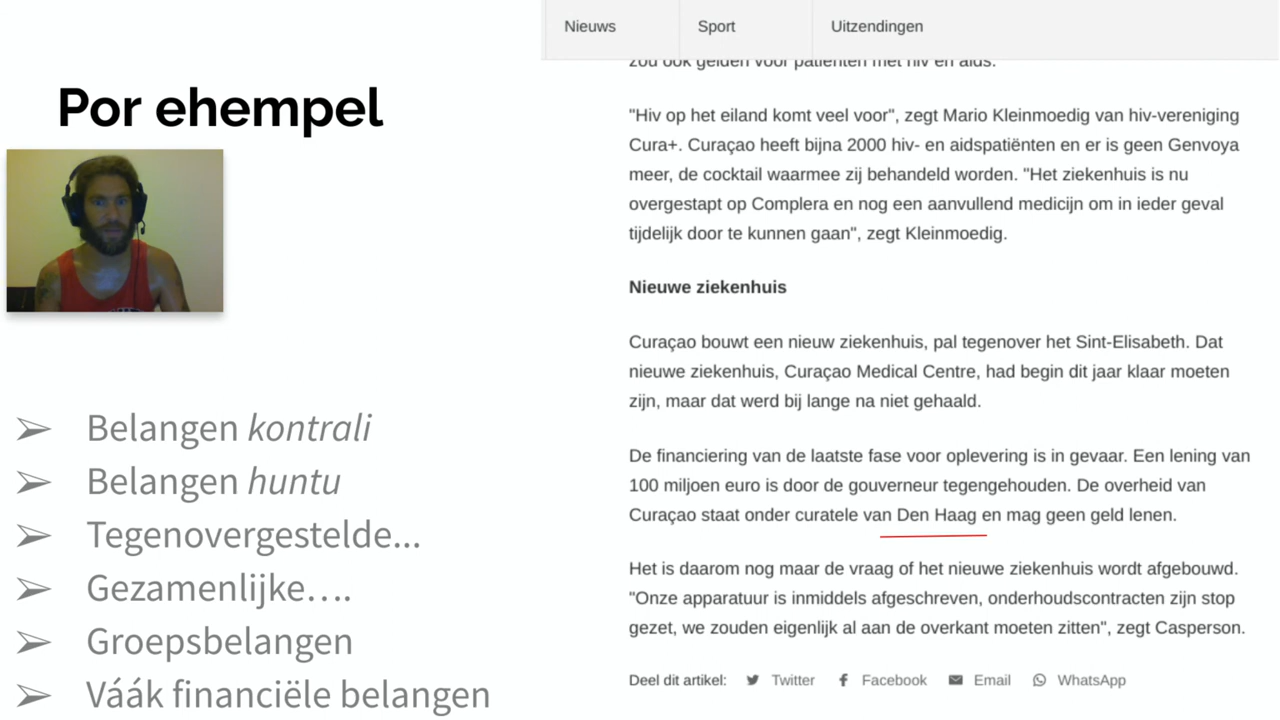 Por ehempel
➢ Belangen kontrali
➢ Belangen huntu
➢ Tegenovergestelde...
➢ Gezamenlijke….
➢ Groepsbelangen
➢ Váák financiële belangen
Nieuws Sport Uitzendingen
zou ook gelden voor patiënten met hiv en aids.
"Hiv op het eiland komt veel voor", zegt Mario Kleinmoedig van hiv-vereniging
Cura+. Curaçao heeft bijna 2000 hiv- en aidspatiënten en er is geen Genvoya
meer, de cocktail waarmee zij behandeld worden. "Het ziekenhuis is nu
overgestapt op Complera en nog een aanvullend medicijn om in ieder geval
tijdelijk door te kunnen gaan", zegt Kleinmoedig.
Nieuwe ziekenhuis
Curaçao bouwt een nieuw ziekenhuis, pal tegenover het Sint-Elisabeth. Dat
nieuwe ziekenhuis, Curaçao Medical Centre, had begin dit jaar klaar moeten
zijn, maar dat werd bij lange na niet gehaald.
De financiering van de laatste fase voor oplevering is in gevaar. Een lening van
100 miljoen euro is door de gouverneur tegengehouden. De overheid van
Curaçao staat onder curatele van Den Haag en mag geen geld lenen.
Het is daarom nog maar de vraag of het nieuwe ziekenhuis wordt afgebouwd.
"Onze apparatuur is inmiddels afgeschreven, onderhoudscontracten zijn stop
gezet, we zouden eigenlijk al aan de overkant moeten zitten", zegt Casperson.
Deel dit artikel: Twitter Facebook Email WhatsApp